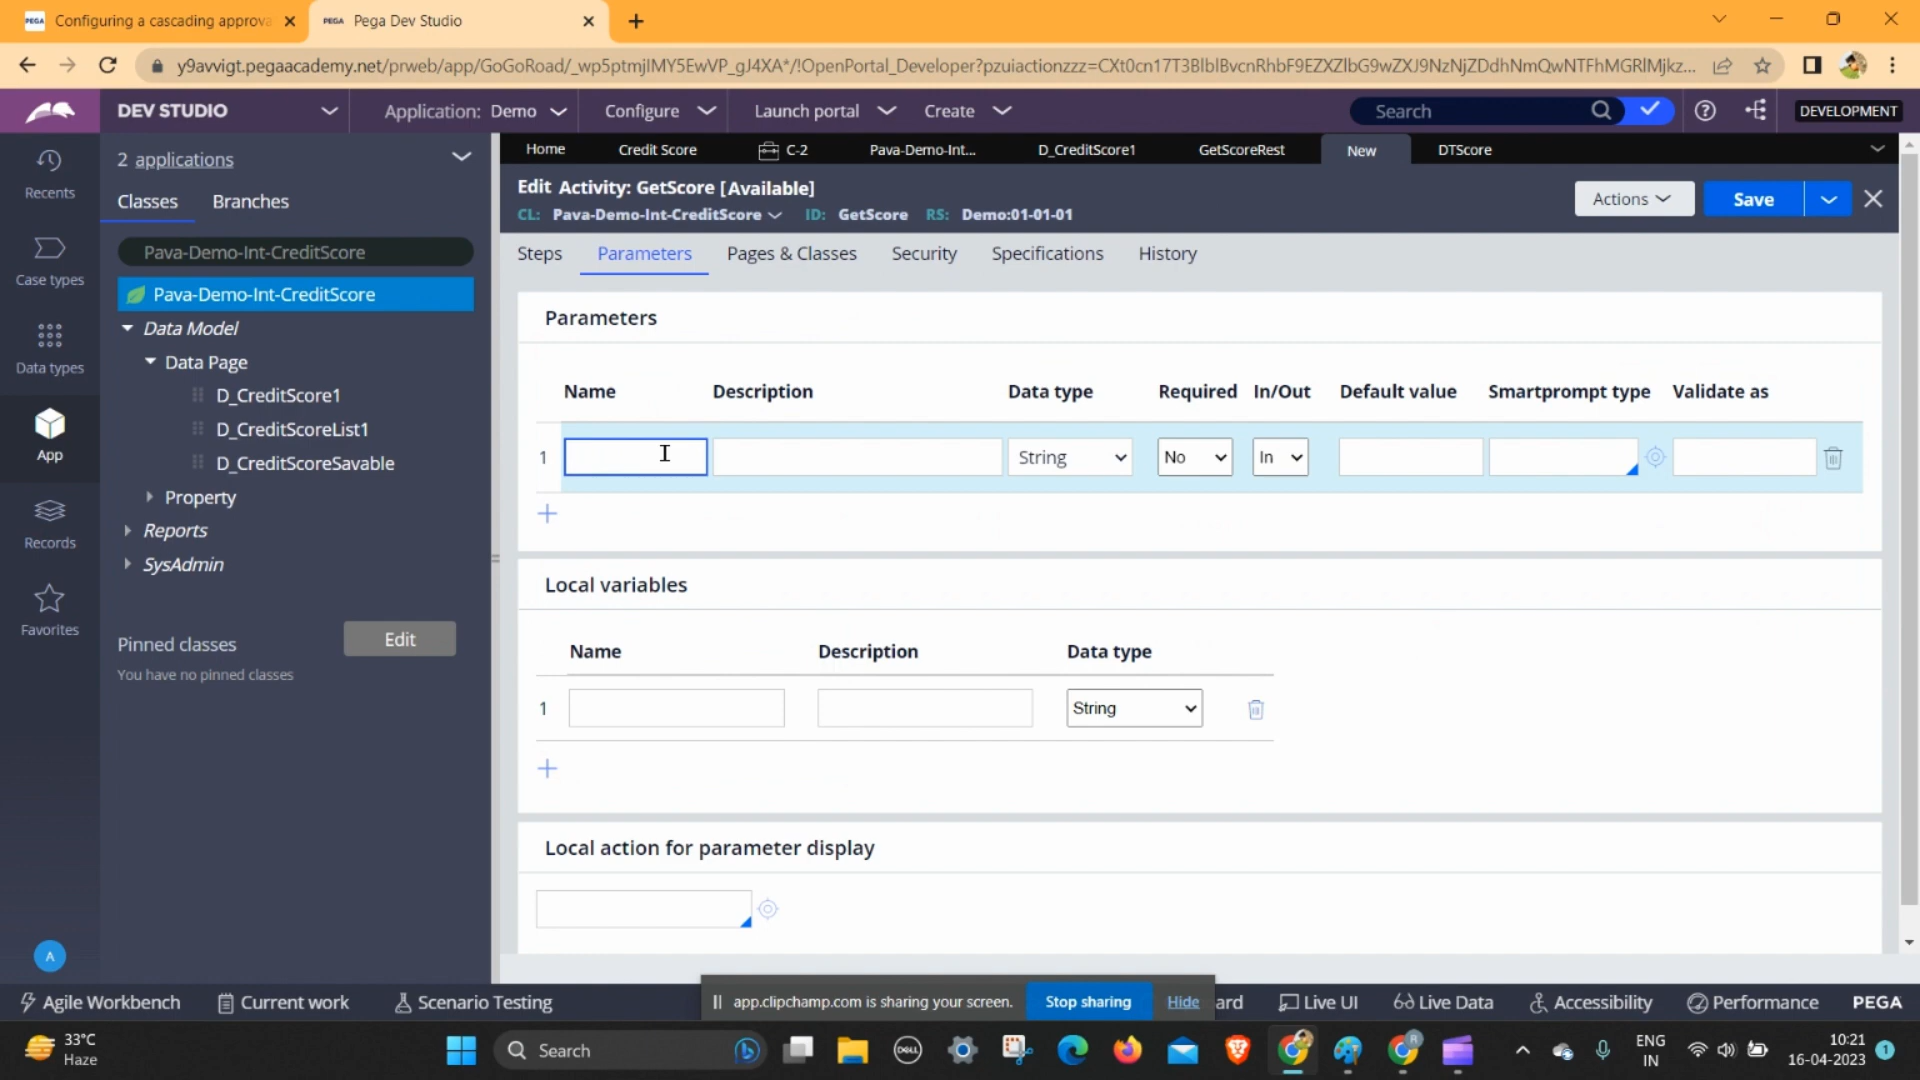 PEGA Configuring a cascading approva
PEGA Pega Dev Studio
y9avvigt.pegaacademy.net/prweb/app/GoGoRoad/_wp5ptmjIMY5EwVP_gJ4XA*/!OpenPortal_Developer?pzuiactionzzz=CXt0cn17T3BlblBvcnRhbF9EZXZlbG9wZXJ9NzNjZDdhNmQwNTFhMGRlMjkz...
DEV STUDIO
Application: Demo
Configure
Launch portal
Create
Search
DEVELOPMENT
Recents
Case types
Data types
App
Records
Favorites
A
2 applications
Classes
Branches
Pava-Demo-Int-CreditScore
Pava-Demo-Int-CreditScore
Data Model
Data Page
D_CreditScore1
D_CreditScoreList1
D_CreditScoreSavable
Property
Reports
SysAdmin
Pinned classes
Edit
You have no pinned classes
Home
Credit Score
C-2
Pava-Demo-Int...
D_CreditScore1
GetScoreRest
New
DTScore
Edit Activity: GetScore [Available]
CL: Pava-Demo-Int-CreditScore ID: GetScore RS: Demo:01-01-01
Actions
Save
Steps
Parameters
Pages & Classes
Security
Specifications
History
Parameters
Name Description Data type Required In/Out Default value Smartprompt type Validate as
1 String No In
Local variables
Name Description Data type
1 String
Local action for parameter display
Agile Workbench
Current work
Scenario Testing
app.clipchamp.com is sharing your screen.
Stop sharing
Hide
ard
Live UI
Live Data
Accessibility
Performance
PEGA
33°C
Haze
Search
DELL
R
ENG
IN
10:21
16-04-2023
1